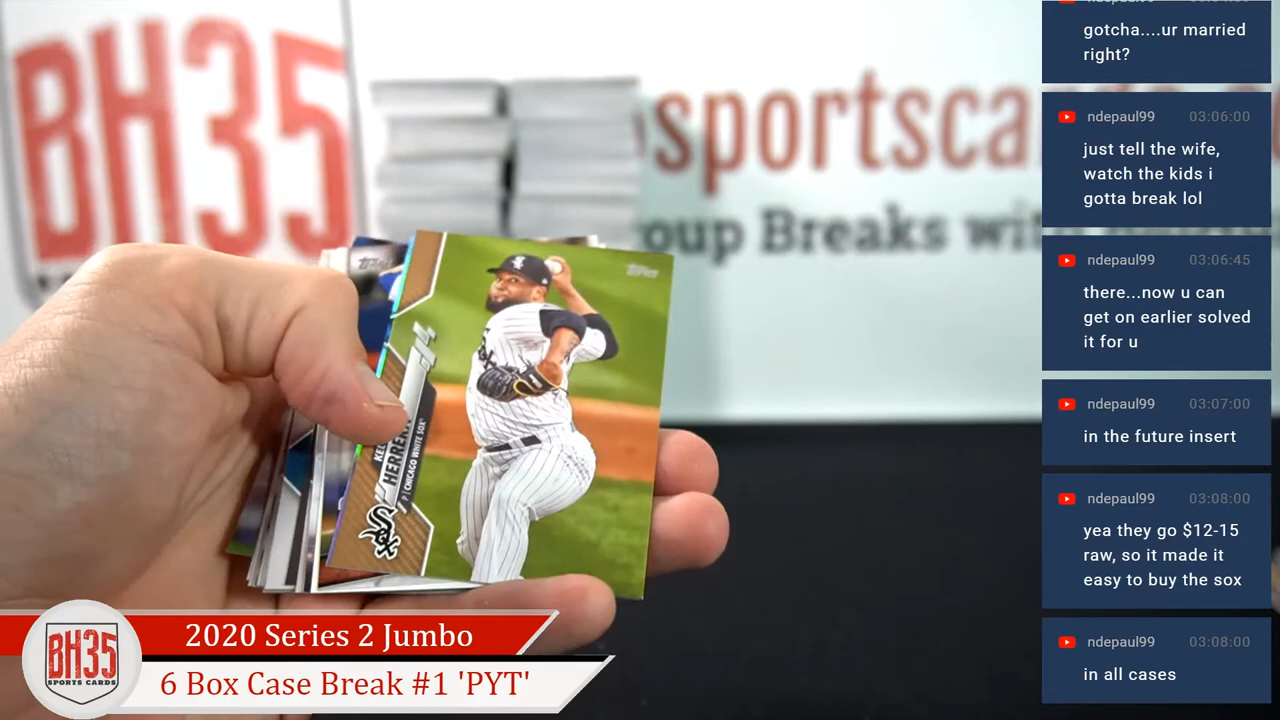 BH35
sportsca
oup Breaks wit
TOPPS
TOPPS
HERRER
P | CHICAGO WHITE SOX
Sox
BH35
SPORTS CARDS
2020 Series 2 Jumbo
6 Box Case Break #1 'PYT'
gotcha....ur married
right?
ndepaul99 03:06:00
just tell the wife,
watch the kids i
gotta break lol
ndepaul99 03:06:45
there...now u can
get on earlier solved
it for u
ndepaul99 03:07:00
in the future insert
ndepaul99 03:08:00
yea they go $12-15
raw, so it made it
easy to buy the sox
ndepaul99 03:08:00
in all cases